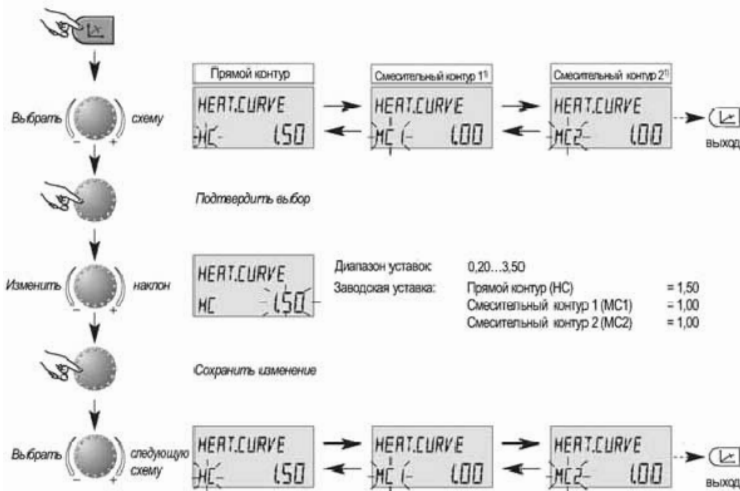 Прямой контур
Смесительный контур 1¹⁾
Смесительный контур 2¹⁾
Выбрать
- +
схему
HEAT.CURVE
HC 1.50
HEAT.CURVE
MC1 1.00
HEAT.CURVE
MC2 1.00
ВЫХОД
Подтвердить выбор
Изменить
- +
наклон
HEAT.CURVE
HC 1.50
Диапазон уставок: 0,20...3,50
Заводская уставка: Прямой контур (HC) = 1,50
Смесительный контур 1 (MC1) = 1,00
Смесительный контур 2 (MC2) = 1,00
Сохранить изменение
Выбрать
- +
следующую
схему
HEAT.CURVE
HC 1.50
HEAT.CURVE
MC1 1.00
HEAT.CURVE
MC2 1.00
ВЫХОД